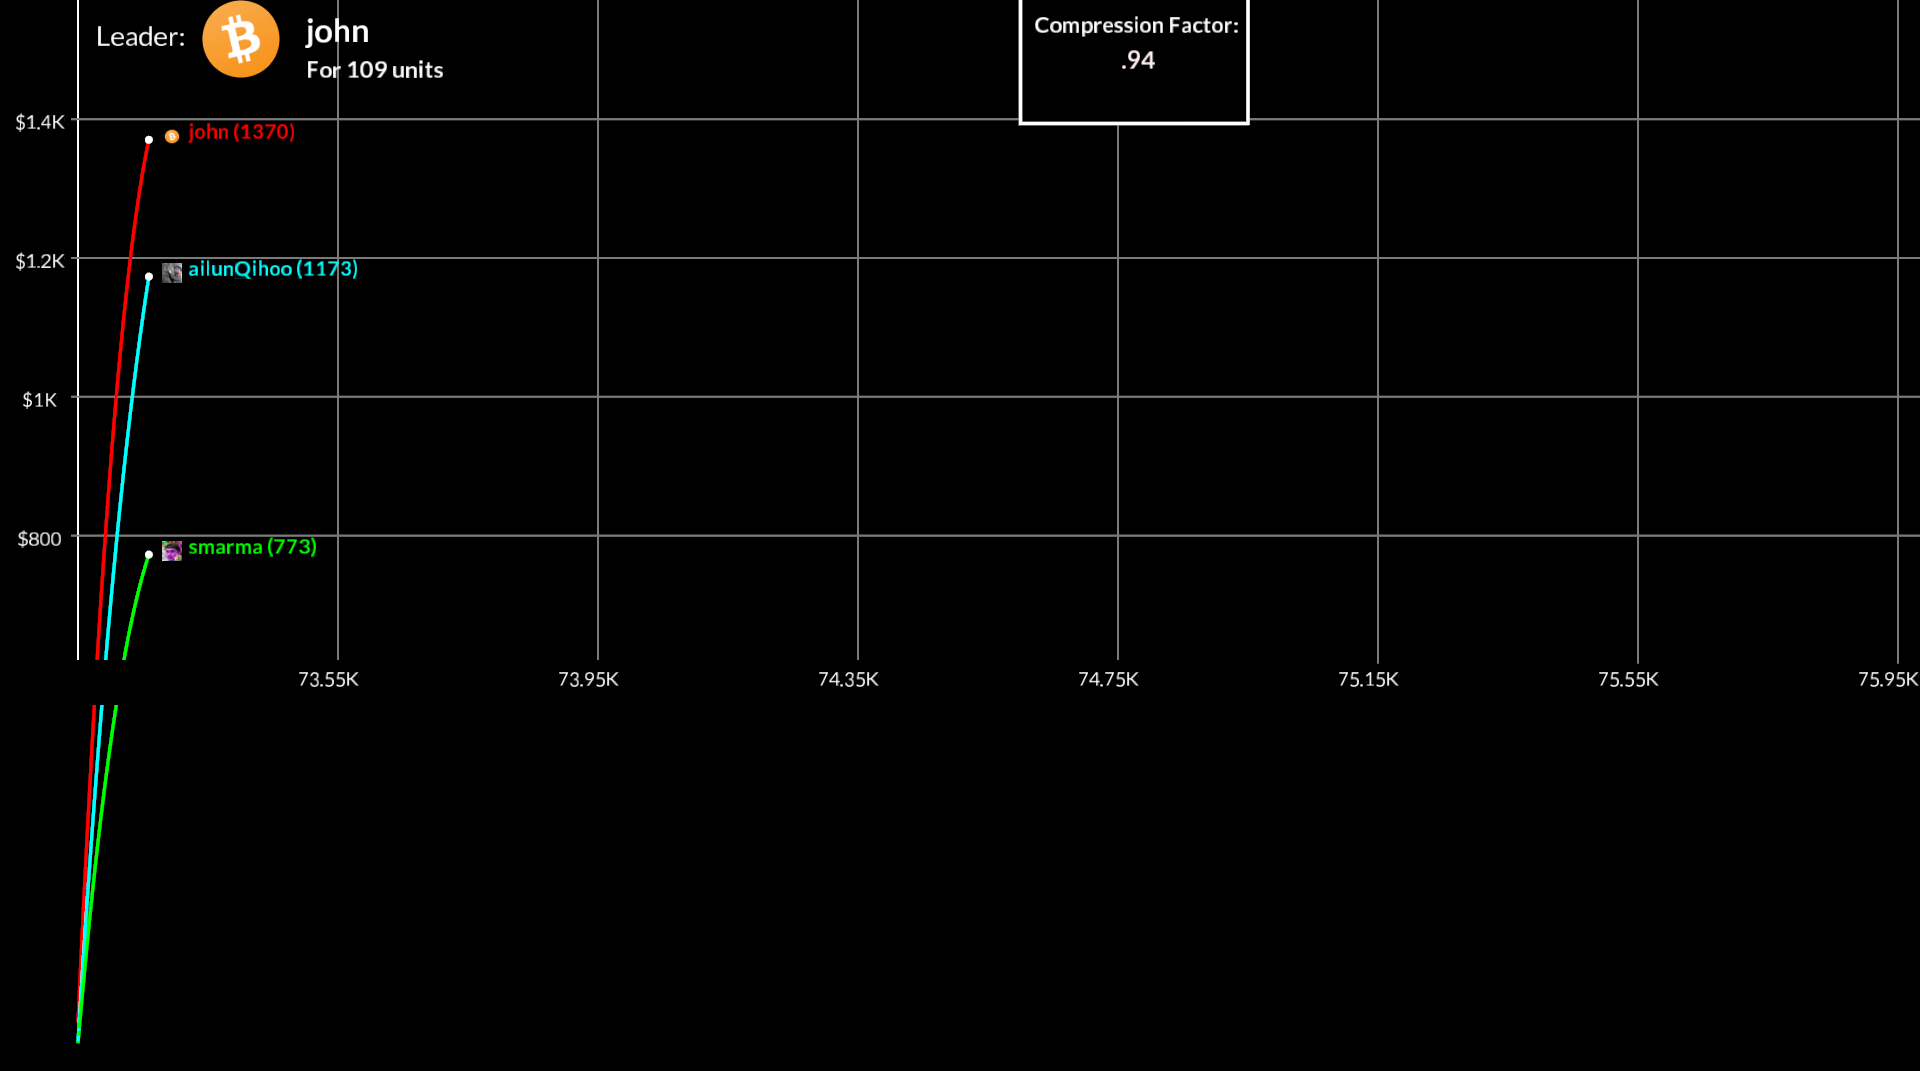 Leader:
john
For 109 units
Compression Factor:
.94
$1.4K
john (1370)
$1.2K
ailunQihoo (1173)
$1K
$800
smarma (773)
73.55K 73.95K 74.35K 74.75K 75.15K 75.55K 75.95K